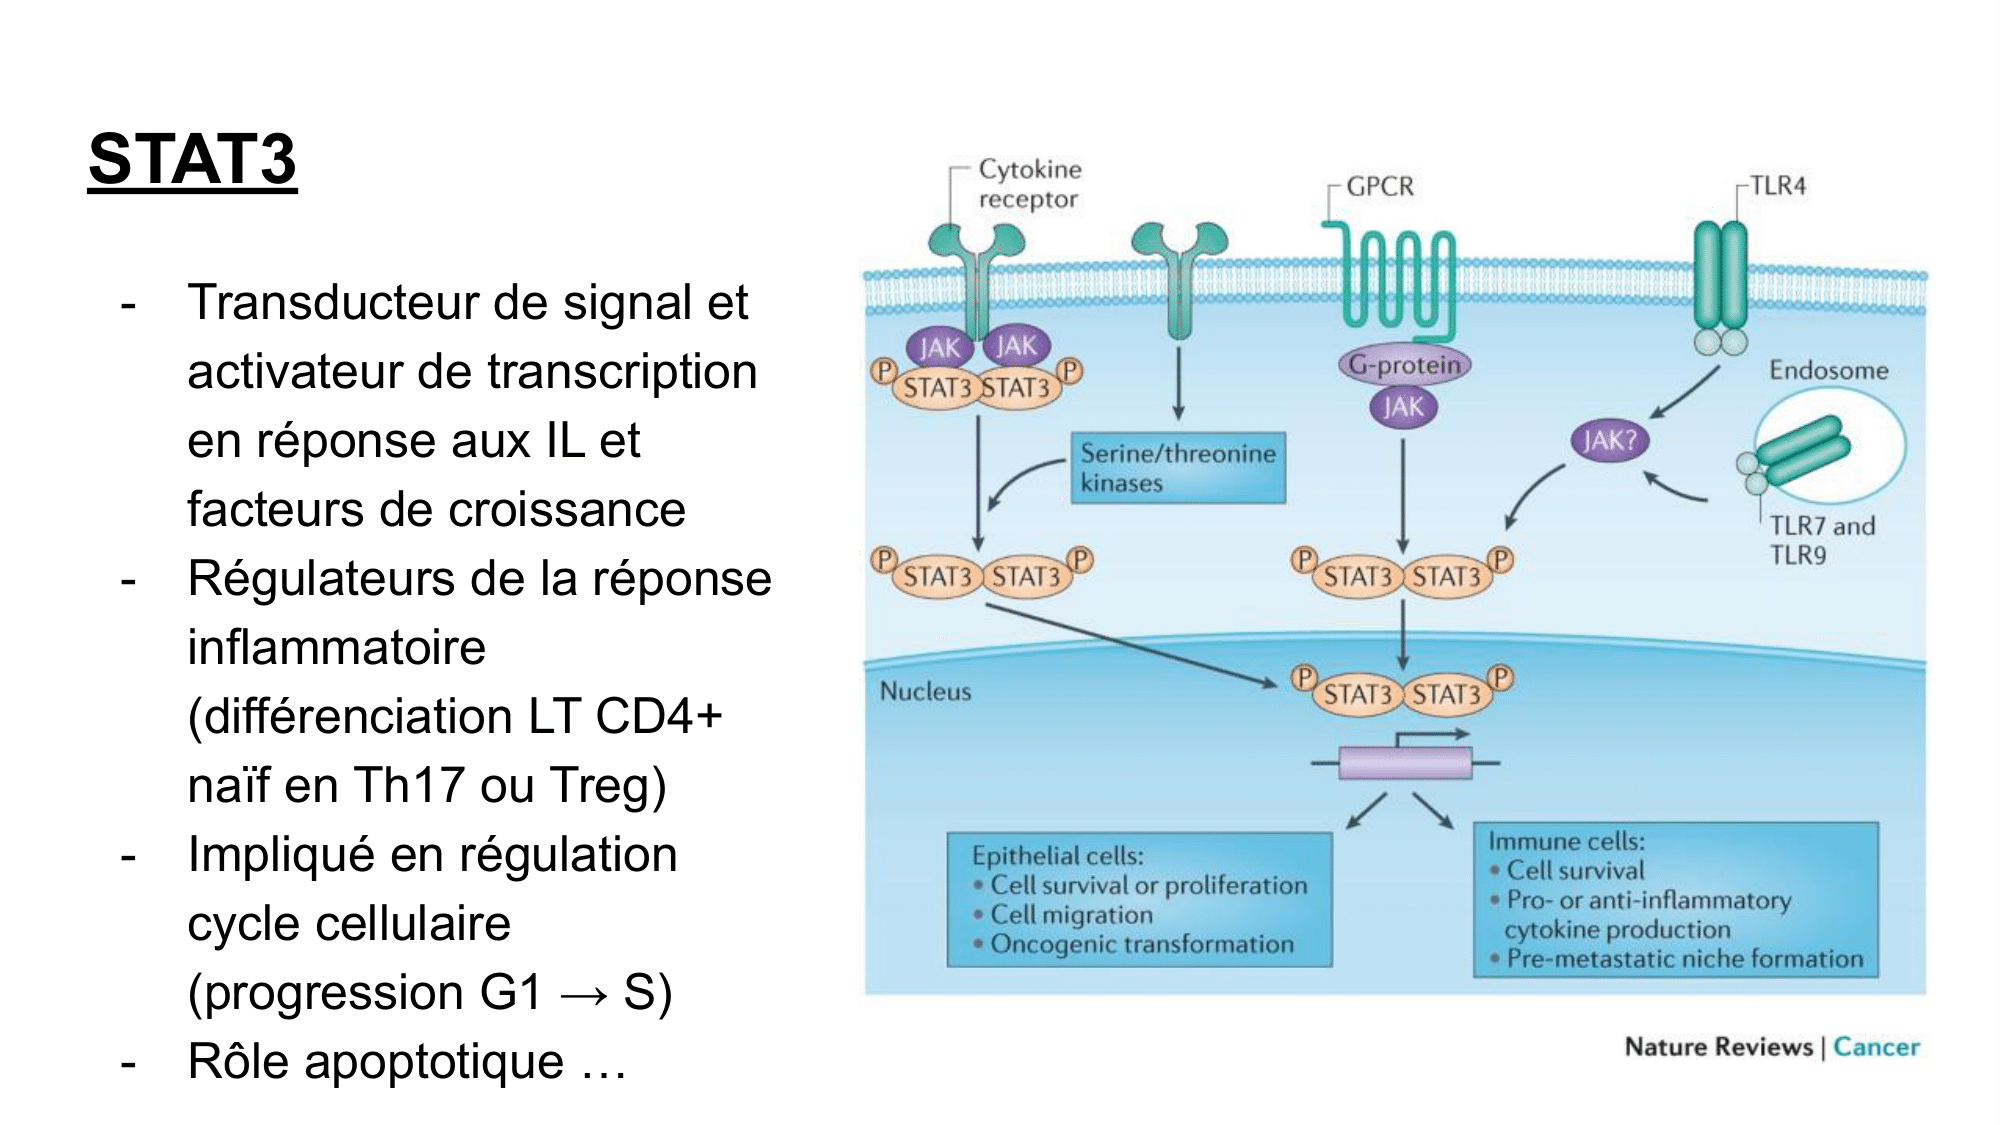 STAT3
- Transducteur de signal et
activateur de transcription
en réponse aux IL et
facteurs de croissance
- Régulateurs de la réponse
inflammatoire
(différenciation LT CD4+
naïf en Th17 ou Treg)
- Impliqué en régulation
cycle cellulaire
(progression G1 → S)
- Rôle apoptotique …
Cytokine
receptor
GPCR
TLR4
JAK
JAK
P
P
STAT3
STAT3
G-protein
JAK
Endosome
JAK?
Serine/threonine
kinases
TLR7 and
TLR9
P
P
STAT3
STAT3
P
P
STAT3
STAT3
Nucleus
P
P
STAT3
STAT3
Epithelial cells:
• Cell survival or proliferation
• Cell migration
• Oncogenic transformation
Immune cells:
• Cell survival
• Pro- or anti-inflammatory
cytokine production
• Pre-metastatic niche formation
Nature Reviews | Cancer